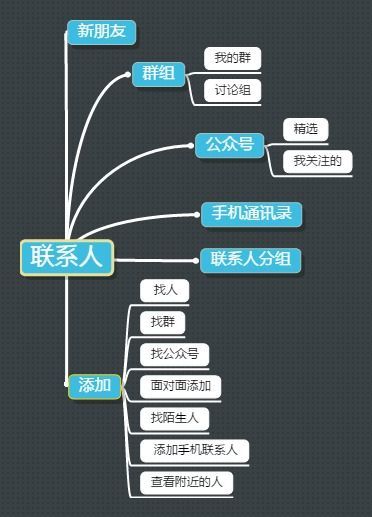 新朋友
群组
我的群
讨论组
公众号
精选
我关注的
手机通讯录
联系人
联系人分组
添加
找人
找群
找公众号
面对面添加
找陌生人
添加手机联系人
查看附近的人